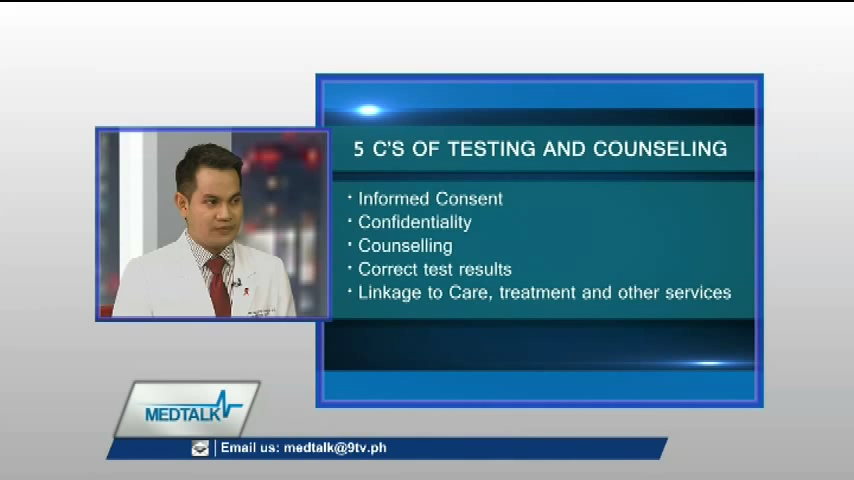 5 C'S OF TESTING AND COUNSELING
· Informed Consent
· Confidentiality
· Counselling
· Correct test results
· Linkage to Care, treatment and other services
MEDTALK
Email us: medtalk@9tv.ph